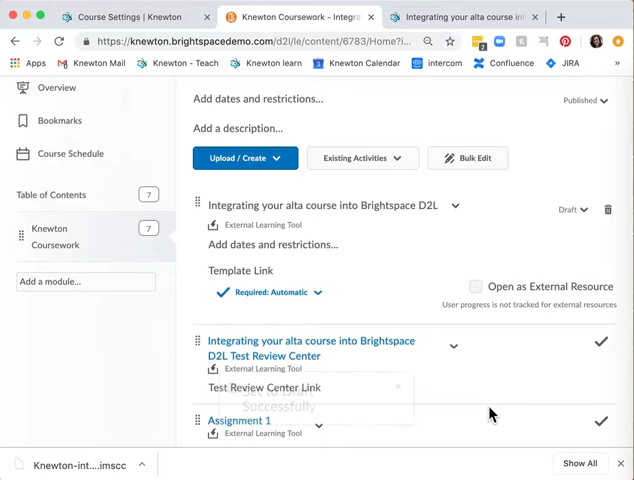 Course Settings | Knewton
Knewton Coursework - Integra
Integrating your alta course int
https://knewton.brightspacedemo.com/d2l/le/content/6783/Home?i...
2
Apps
Knewton Mail
Knewton - Teach
Knewton learn
Knewton Calendar
intercom
Confluence
JIRA
»
Overview
Bookmarks
Course Schedule
Table of Contents
7
Knewton
Coursework
7
Add a module...
Add dates and restrictions...
Published
Add a description...
Upload / Create
Existing Activities
Bulk Edit
Integrating your alta course into Brightspace D2L
Draft
External Learning Tool
Add dates and restrictions...
Template Link
Required: Automatic
Open as External Resource
User progress is not tracked for external resources
Integrating your alta course into Brightspace
D2L Test Review Center
External Learning Tool
Test Review Center Link
Set to Draft
Successfully
Assignment 1
External Learning Tool
Knewton-int....imscc
Show All